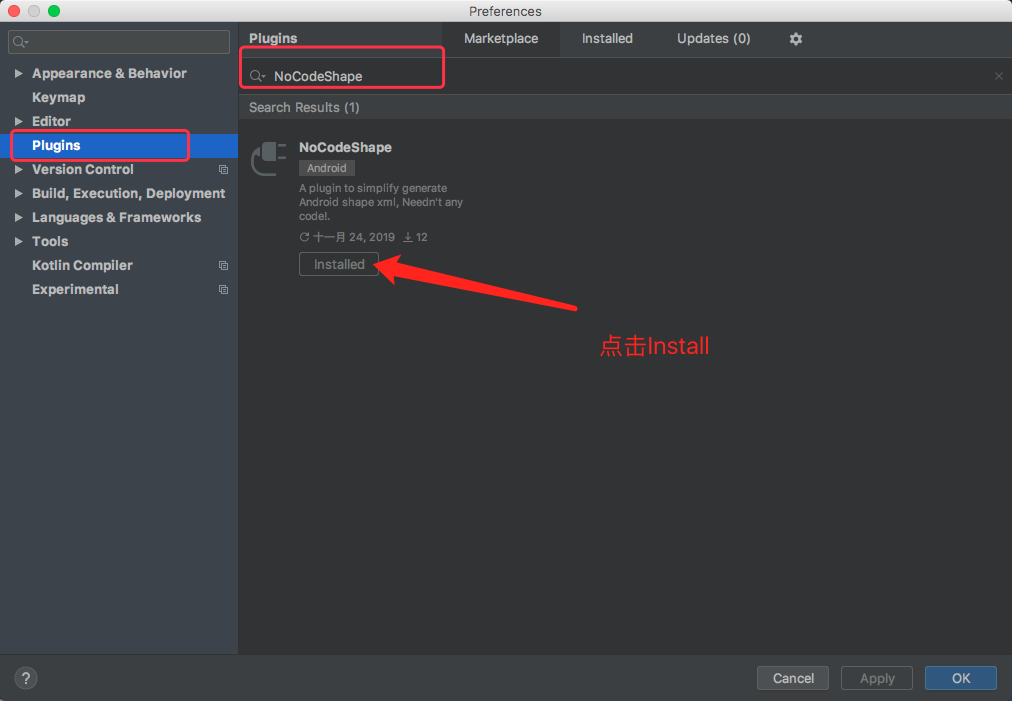 Preferences
Plugins
Marketplace
Installed
Updates (0)
NoCodeShape
Search Results (1)
Appearance & Behavior
Keymap
Editor
Plugins
Version Control
Build, Execution, Deployment
Languages & Frameworks
Tools
Kotlin Compiler
Experimental
NoCodeShape
Android
A plugin to simplify generate
Android shape xml, Needn't any
code!.
十一月 24, 2019 12
Installed
点击Install
?
Cancel
Apply
OK